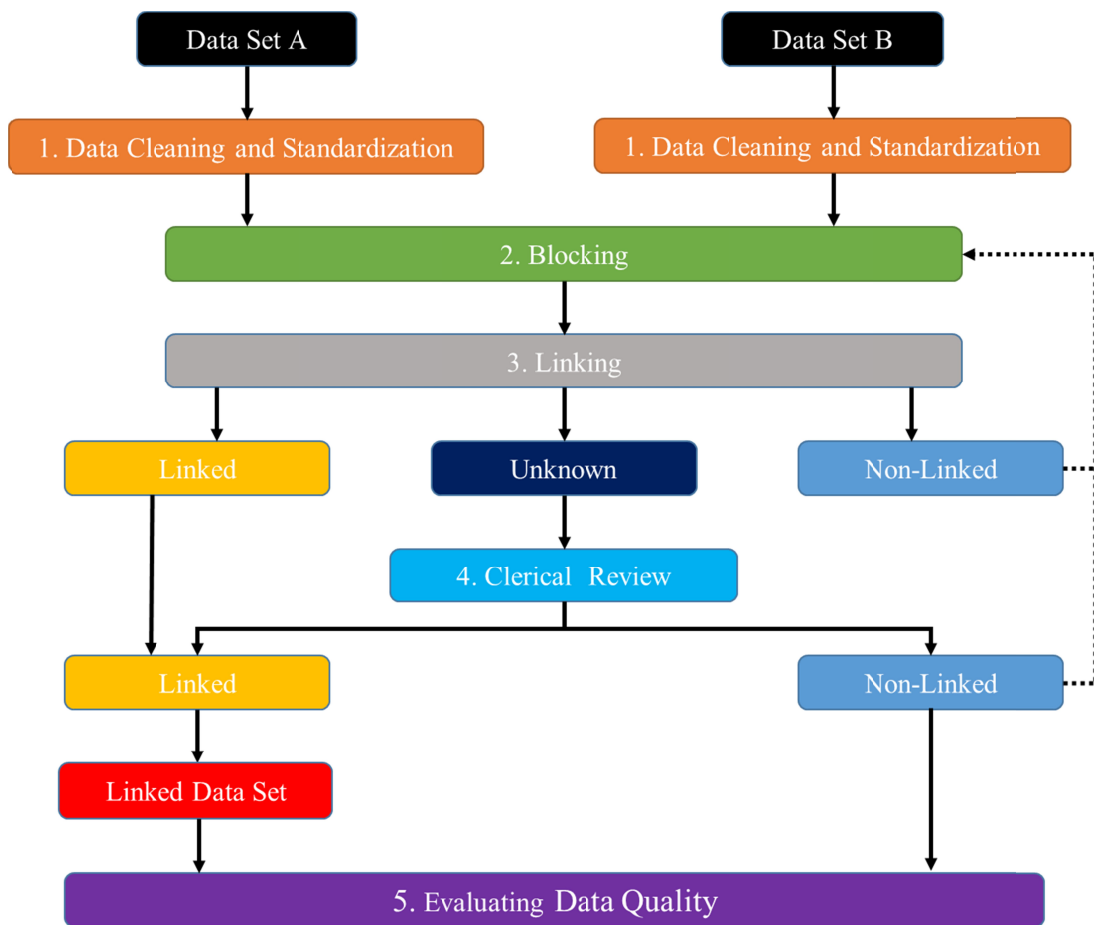 Data Set A
Data Set B
1. Data Cleaning and Standardization
1. Data Cleaning and Standardization
2. Blocking
3. Linking
Linked
Unknown
Non-Linked
4. Clerical Review
Linked
Non-Linked
Linked Data Set
5. Evaluating Data Quality